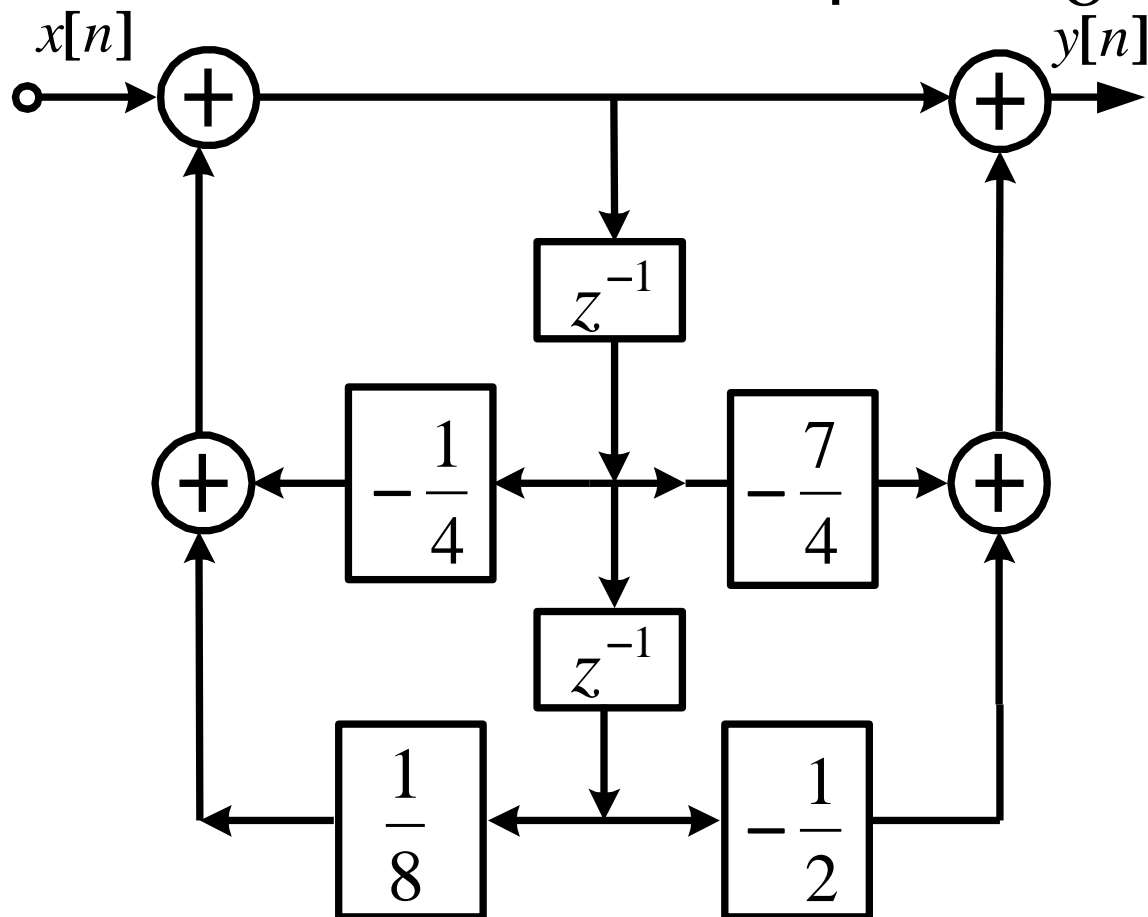 x[n]
y[n]
+
+
z⁻¹
+
-1/4
-7/4
+
z⁻¹
1/8
-1/2